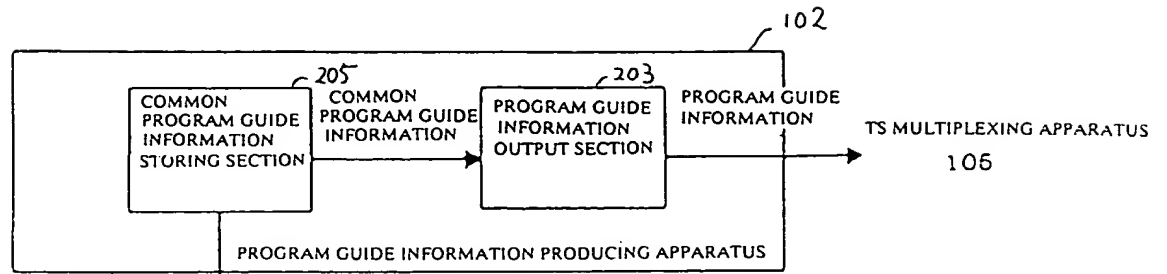 102
205
COMMON
PROGRAM GUIDE
INFORMATION
STORING SECTION
COMMON
PROGRAM GUIDE
INFORMATION
203
PROGRAM GUIDE
INFORMATION
OUTPUT SECTION
PROGRAM GUIDE
INFORMATION
TS MULTIPLEXING APPARATUS
106
PROGRAM GUIDE INFORMATION PRODUCING APPARATUS